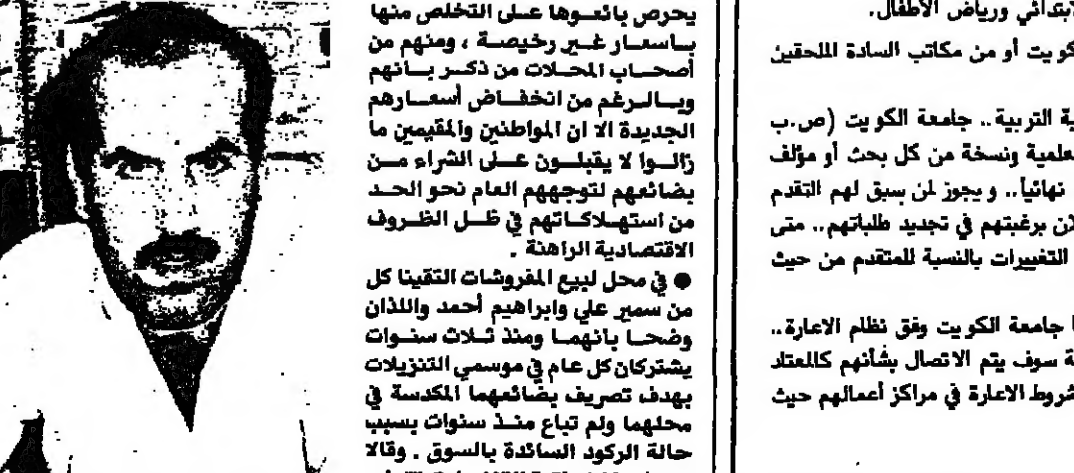 يحرص بائعوها على التخلص منها
باسعار غير رخيصة ، ومنهم من
أصحاب المحلات من ذكر بانهم
وبالرغم من انخفاض أسعارهم
الجديدة الا ان المواطنين والمقيمين ما
زالوا لا يقبلون على الشراء من
بضائعهم لتوجههم العام نحو الحد
من استهلاكاتهم في ظل الظروف
الاقتصادية الراهنة .
● في محل لبيع المفروشات التقينا كل
من سمير علي وابراهيم أحمد واللذان
وضحا بانهما ومنذ ثلاث سنوات
يشتركان كل عام في موسمي التنزيلات
بهدف تصريف بضائعهما المكدسة في
محلهما ولم تباع منذ سنوات بسبب
حالة الركود السائدة بالسوق . وقالا
لابتدائي ورياض الأطفال.
كويت أو من مكاتب السادة الملحقين
ية التربية.. جامعة الكويت (ص.ب
لعلمية ونسخة من كل بحث أو مؤلف
نهائياً.. ويجوز لمن سبق لهم التقدم
لان برغبتهم في تجديد طلباتهم.. متى
التغييرات بالنسبة للمتقدم من حيث
ا جامعة الكويت وفق نظام الاعارة..
ة سوف يتم الاتصال بشأنهم كالمعتاد
شروط الاعارة في مراكز أعمالهم حيث